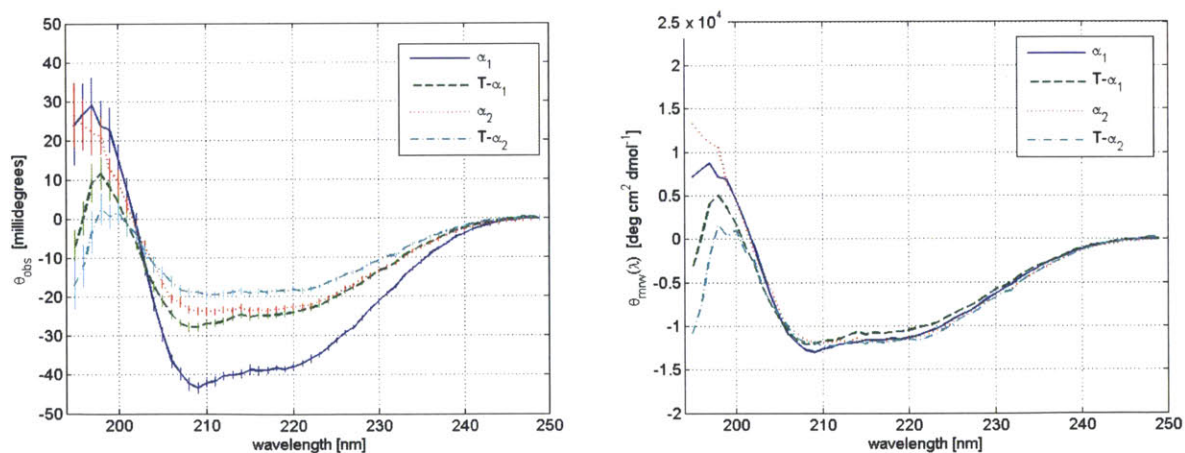 50
40
30
20
10
0
-10
-20
-30
-40
-50
θobs [millidegrees]
200 210 220 230 240 250
wavelength [nm]
α1
T-α1
α2
T-α2
2.5 x 10^4
2
1.5
1
0.5
0
-0.5
-1
-1.5
-2
θmrw(λ) [deg cm² dmol⁻¹]
200 210 220 230 240 250
wavelength [nm]
α1
T-α1
α2
T-α2